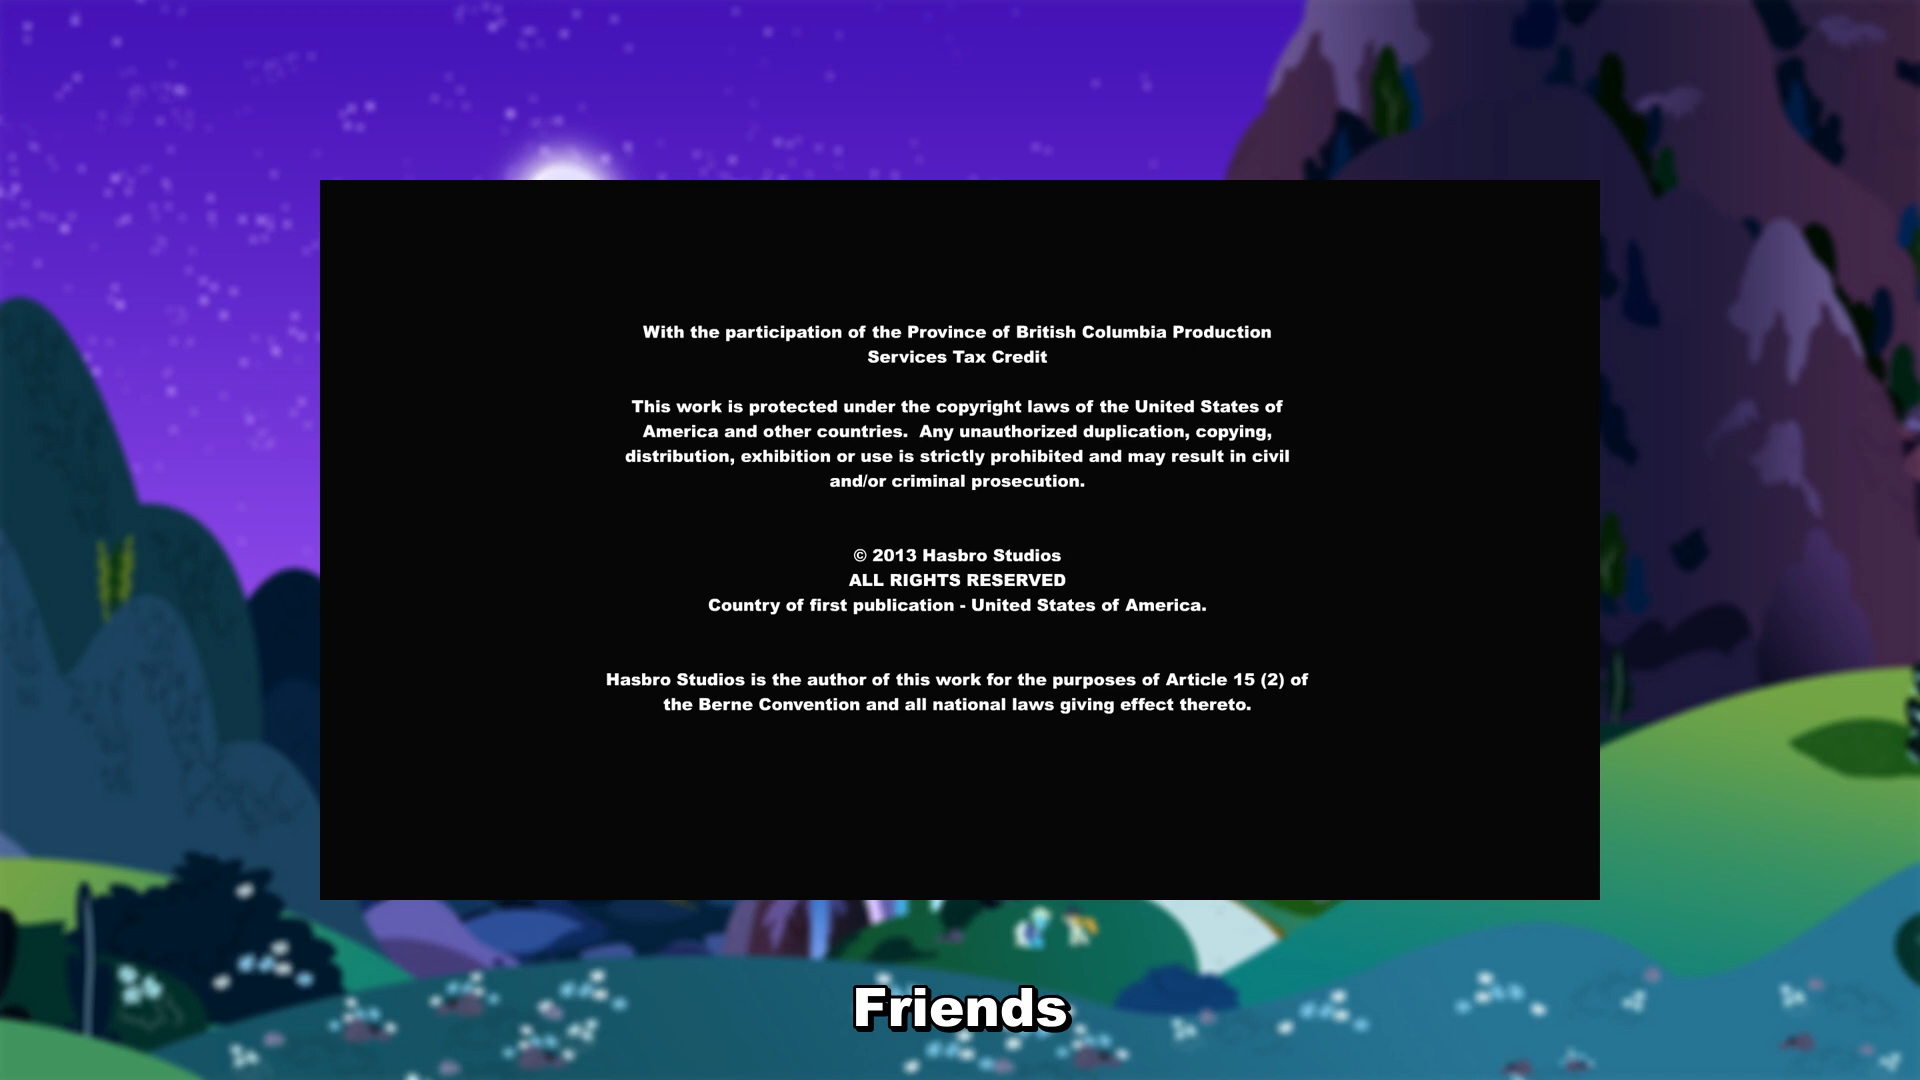 With the participation of the Province of British Columbia Production
Services Tax Credit
This work is protected under the copyright laws of the United States of
America and other countries.  Any unauthorized duplication, copying,
distribution, exhibition or use is strictly prohibited and may result in civil
and/or criminal prosecution.
© 2013 Hasbro Studios
ALL RIGHTS RESERVED
Country of first publication - United States of America.
Hasbro Studios is the author of this work for the purposes of Article 15 (2) of
the Berne Convention and all national laws giving effect thereto.
Friends